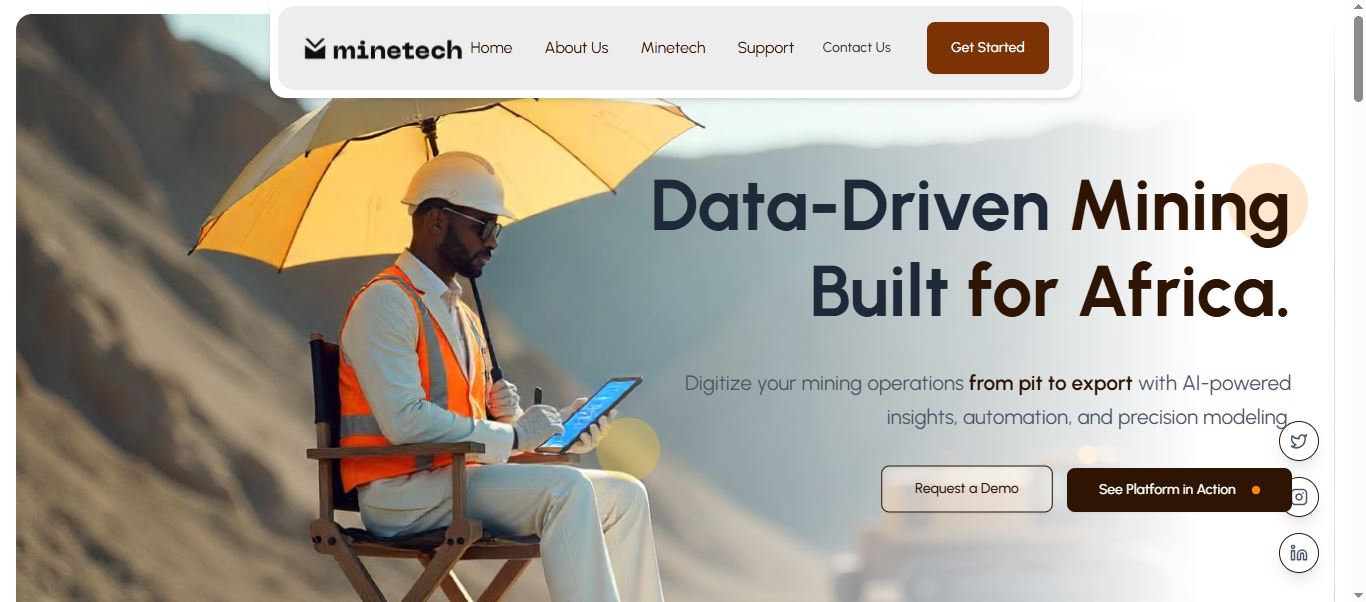 minetech Home About Us Minetech Support Contact Us Get Started
Data-Driven Mining
Built for Africa.
Digitize your mining operations from pit to export with AI-powered
insights, automation, and precision modeling.
Request a Demo See Platform in Action